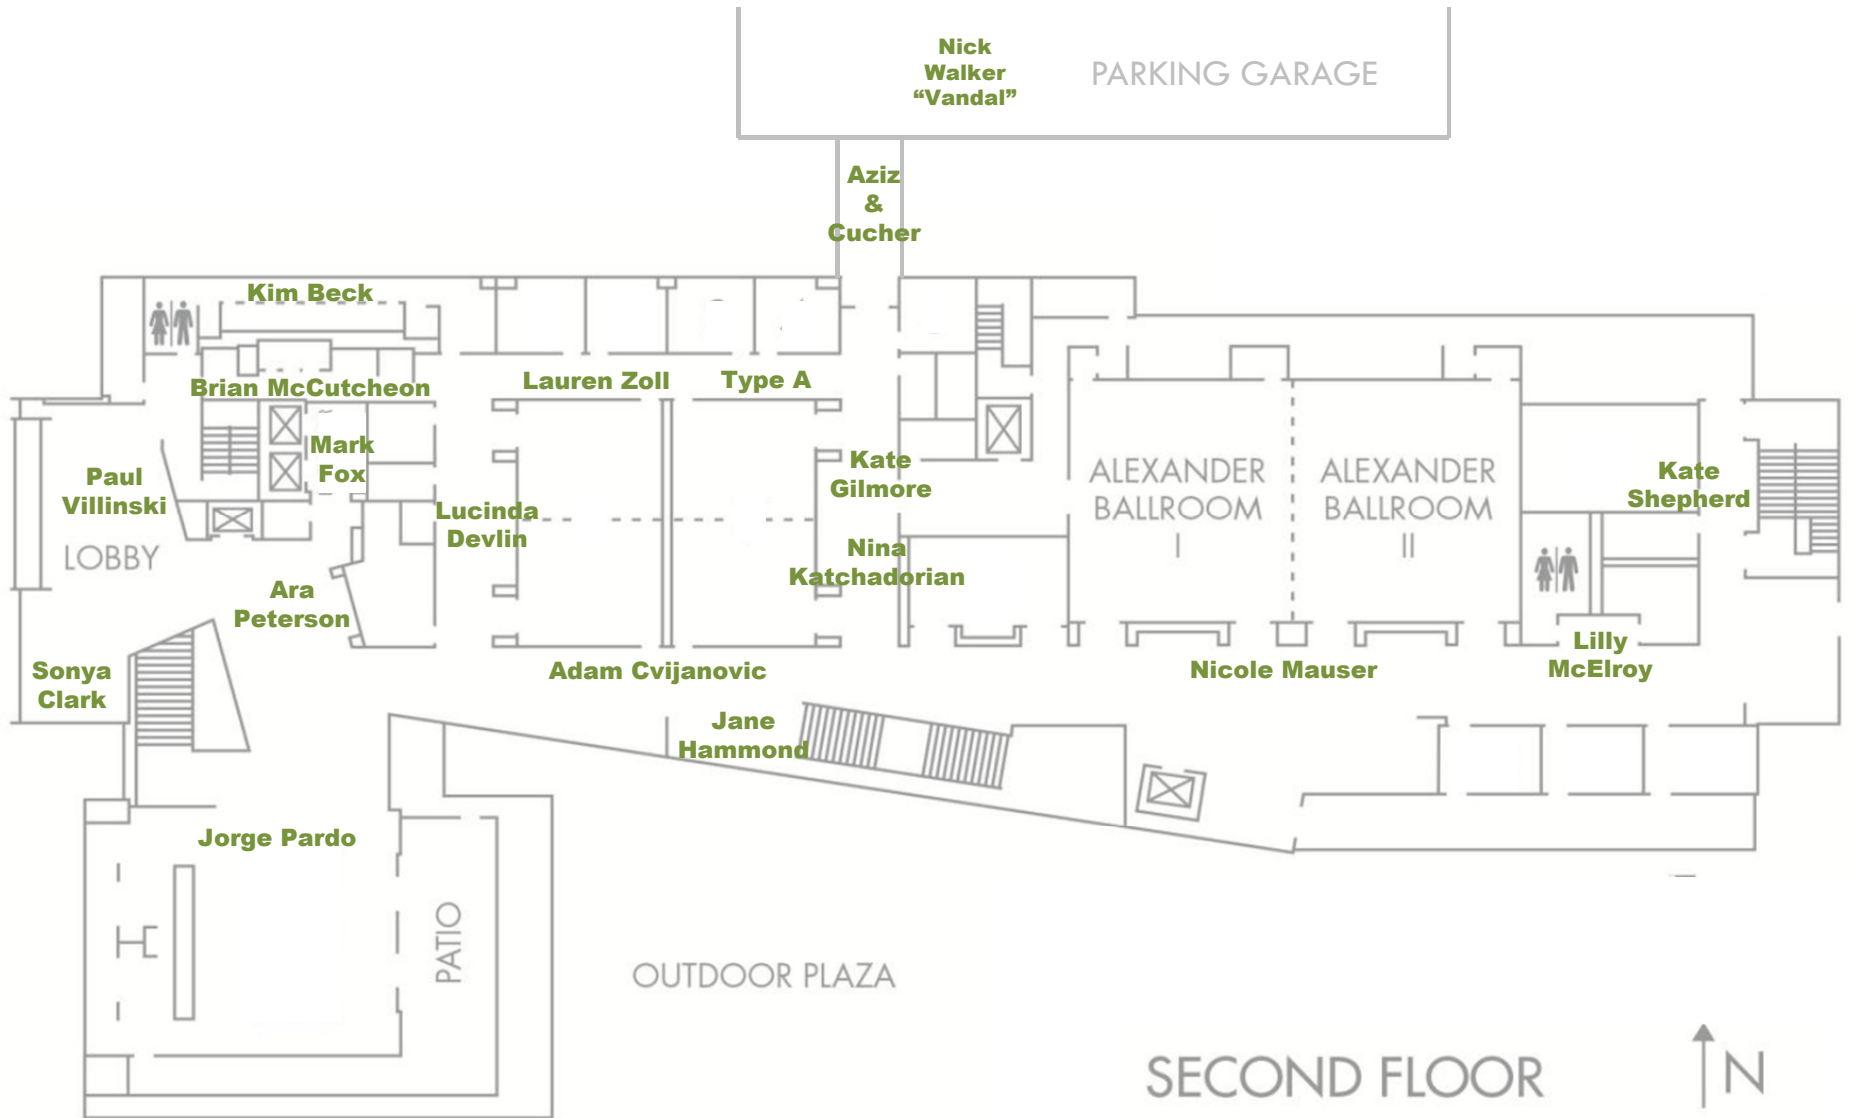 Nick
Walker
“Vandal”
PARKING GARAGE
Aziz
&
Cucher
Kim Beck
Brian McCutcheon
Lauren Zoll
Type A
Mark
Fox
Paul
Villinski
LOBBY
Lucinda
Devlin
Kate
Gilmore
ALEXANDER
BALLROOM
I
ALEXANDER
BALLROOM
II
Kate
Shepherd
Nina
Katchadorian
Ara
Peterson
Sonya
Clark
Adam Cvijanovic
Nicole Mauser
Lilly
McElroy
Jane
Hammond
Jorge Pardo
PATIO
OUTDOOR PLAZA
SECOND FLOOR
N